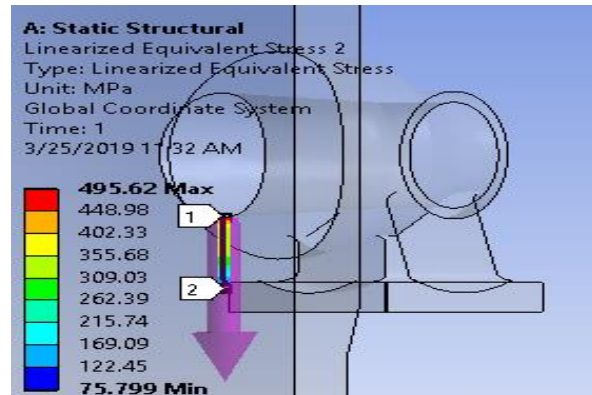 A: Static Structural
Linearized Equivalent Stress 2
Type: Linearized Equivalent Stress
Unit: MPa
Global Coordinate System
Time: 1
3/25/2019 11:32 AM
495.62 Max
448.98
402.33
355.68
309.03
262.39
215.74
169.09
122.45
75.799 Min
1
2